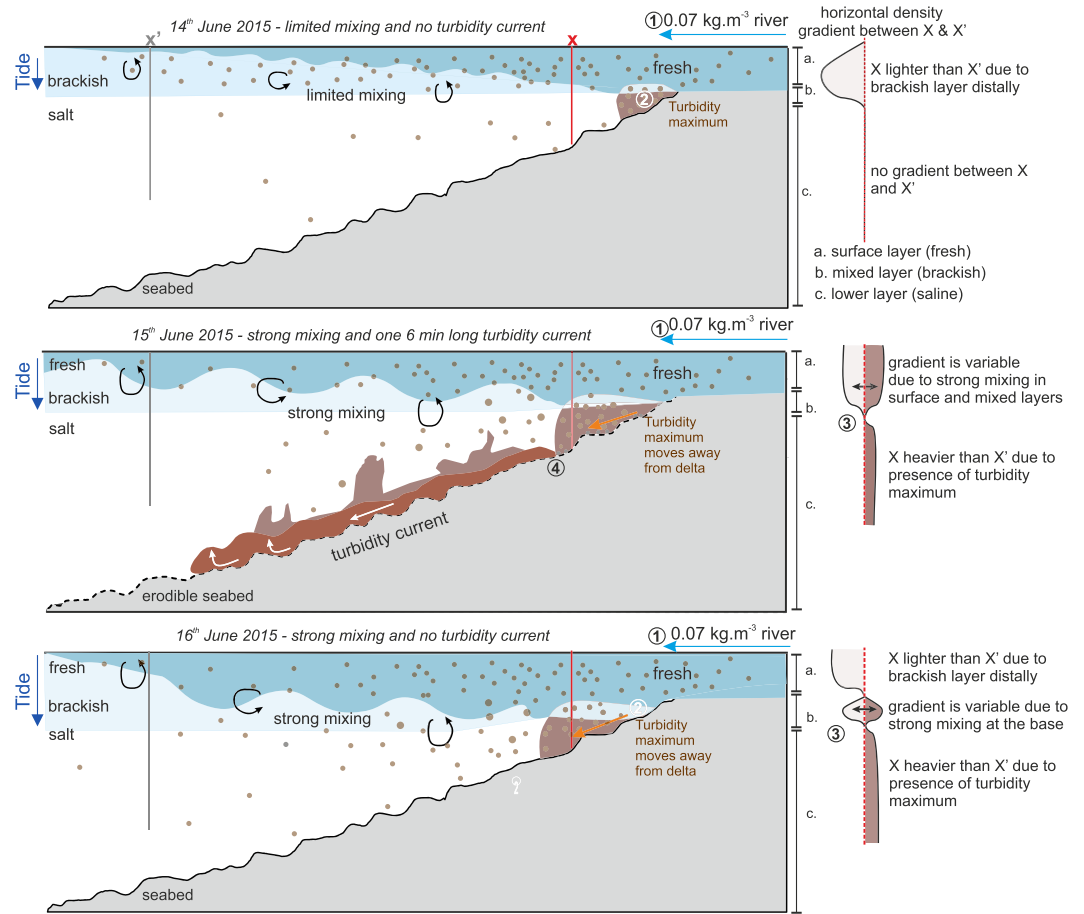 14th June 2015 - limited mixing and no turbidity current
① 0.07 kg.m-3 river
horizontal density
gradient between X & X’
X’
X
Tide
brackish
salt
fresh
limited mixing
②
Turbidity
maximum
seabed
a.
b.
c.
X lighter than X’ due to
brackish layer distally
no gradient between X
and X’
a. surface layer (fresh)
b. mixed layer (brackish)
c. lower layer (saline)
15th June 2015 - strong mixing and one 6 min long turbidity current
① 0.07 kg.m-3 river
Tide
fresh
brackish
salt
fresh
strong mixing
Turbidity
maximum
moves away
from delta
④
turbidity current
erodible seabed
a.
b.
c.
gradient is variable
due to strong mixing in
surface and mixed layers
③
X heavier than X’ due to
presence of turbidity
maximum
16th June 2015 - strong mixing and no turbidity current
① 0.07 kg.m-3 river
Tide
fresh
brackish
salt
fresh
strong mixing
②
Turbidity
maximum
moves away
from delta
?
seabed
a.
b.
c.
X lighter than X’ due to
brackish layer distally
gradient is variable due to
strong mixing at the base
③
X heavier than X’ due to
presence of turbidity
maximum